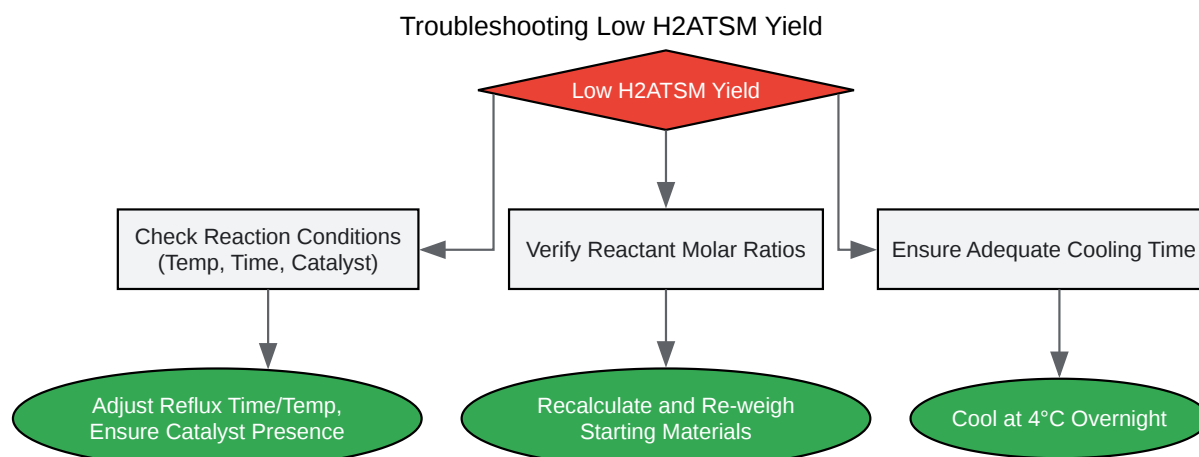 Troubleshooting Low H2ATSM Yield
Low H2ATSM Yield
Check Reaction Conditions
(Temp, Time, Catalyst)
Verify Reactant Molar Ratios
Ensure Adequate Cooling Time
Adjust Reflux Time/Temp,
Ensure Catalyst Presence
Recalculate and Re-weigh
Starting Materials
Cool at 4°C Overnight